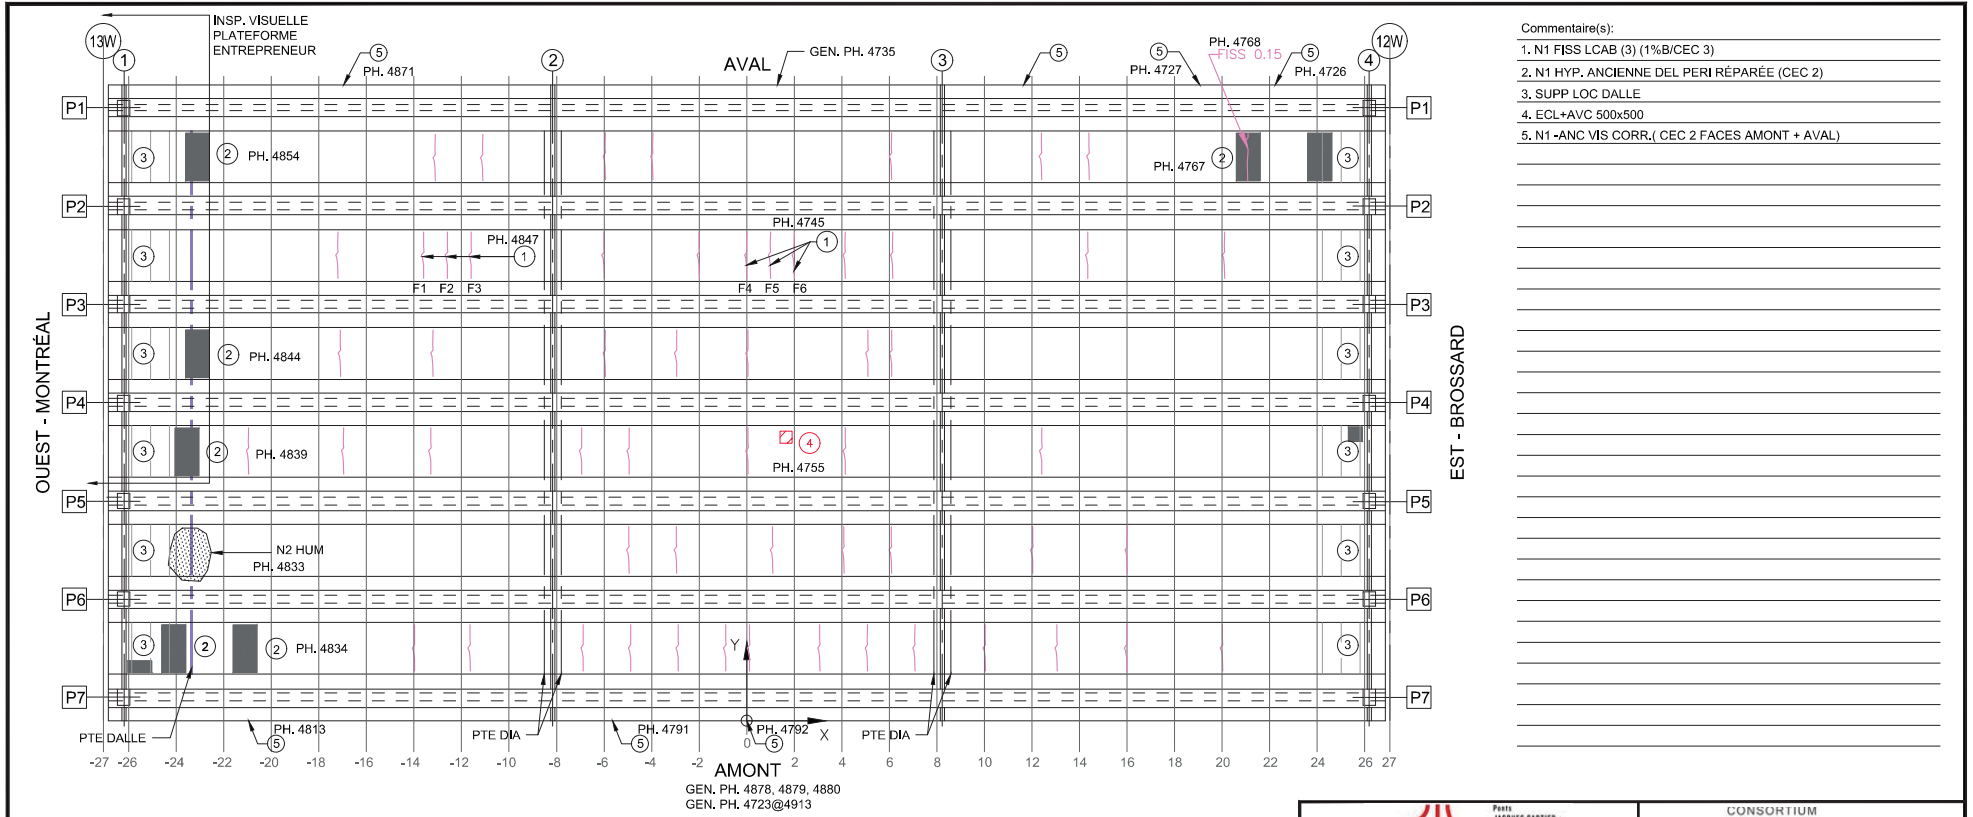 INSP. VISUELLE
PLATEFORME
ENTREPRENEUR
13W
12W
1
2
3
4
5
PH. 4871
AVAL
GEN. PH. 4735
5
5
PH. 4727
PH. 4768
FISS 0.15
5
PH. 4726
P1
P1
3
2
PH. 4854
PH. 4767
2
3
P2
P2
PH. 4745
3
PH. 4847
1
1
3
F1
F2
F3
F4
F5
F6
P3
P3
3
2
PH. 4844
3
P4
P4
3
2
PH. 4839
4
PH. 4755
3
P5
P5
3
N2 HUM
PH. 4833
3
P6
P6
3
2
2
PH. 4834
Y
3
P7
P7
PTE DALLE
PH. 4813
5
PTE DIA
PH. 4791
5
PH. 4792
5
0
X
PTE DIA
-27 -26 -24 -22 -20 -18 -16 -14 -12 -10 -8 -6 -4 -2 2 4 6 8 10 12 14 16 18 20 22 24 26 27
AMONT
GEN. PH. 4878, 4879, 4880
GEN. PH. 4723@4913
OUEST - MONTRÉAL
EST - BROSSARD
Commentaire(s):
1. N1 FISS LCAB (3) (1%B/CEC 3)
2. N1 HYP. ANCIENNE DEL PERI RÉPARÉE (CEC 2)
3. SUPP LOC DALLE
4. ECL+AVC 500x500
5. N1 -ANC VIS CORR.( CEC 2 FACES AMONT + AVAL)
Ponts
CONSORTIUM